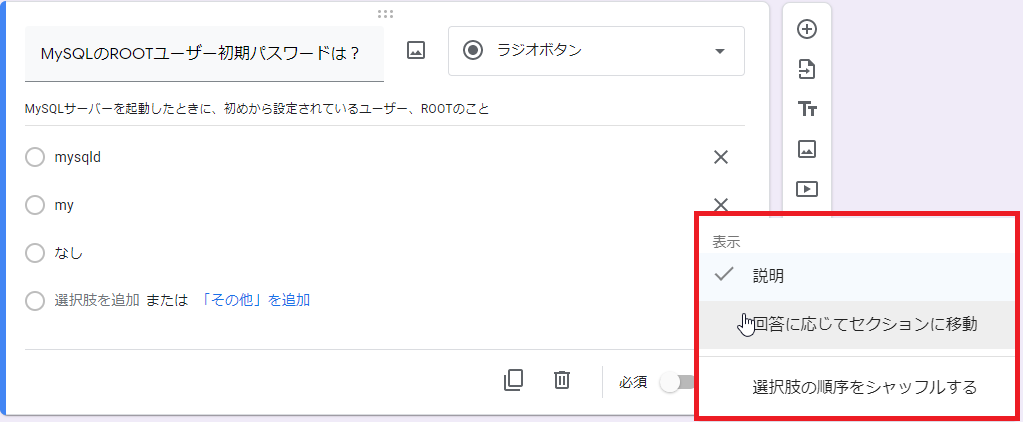 MySQLのROOTユーザー初期パスワードは？
ラジオボタン
MySQLサーバーを起動したときに、初めから設定されているユーザー、ROOTのこと
mysqld
my
なし
選択肢を追加 または 「その他」を追加
必須
Tт
表示
説明
回答に応じてセクションに移動
選択肢の順序をシャッフルする